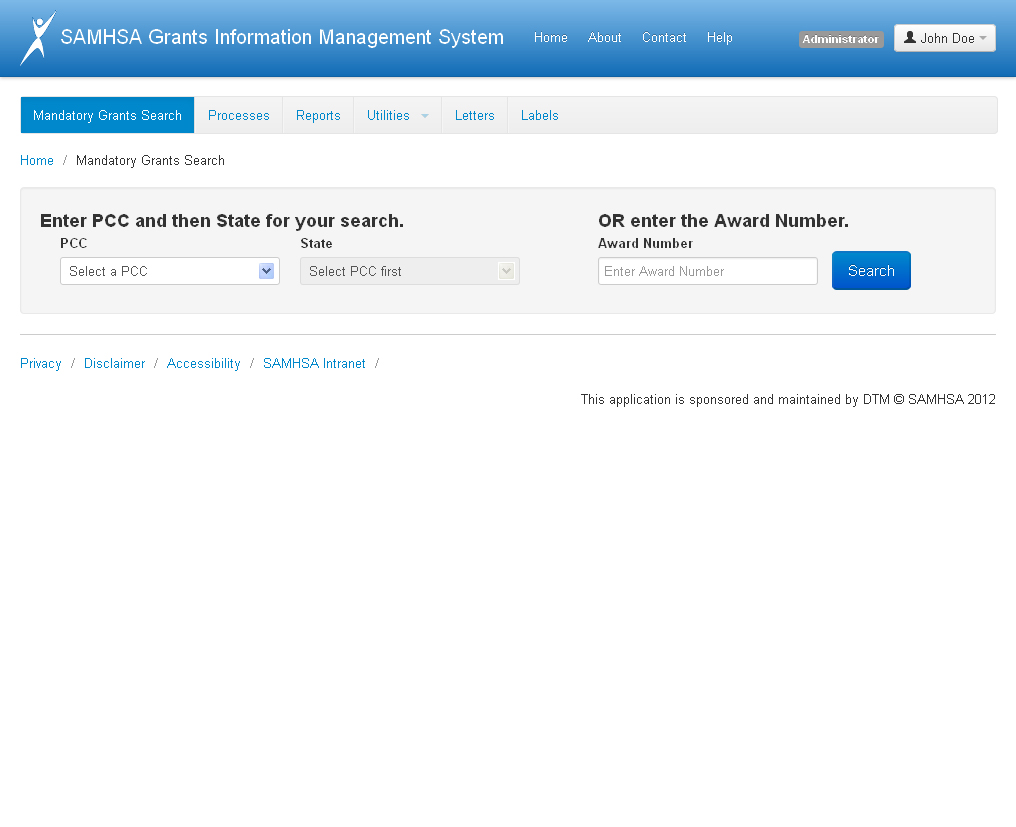 SAMHSA Grants Information Management System Home About Contact Help Administrator John Doe
Mandatory Grants Search Processes Reports Utilities Letters Labels
Home / Mandatory Grants Search
Enter PCC and then State for your search. OR enter the Award Number.
PCC State Award Number
Select a PCC Select PCC first Enter Award Number Search
Privacy / Disclaimer / Accessibility / SAMHSA Intranet /
This application is sponsored and maintained by DTM © SAMHSA 2012